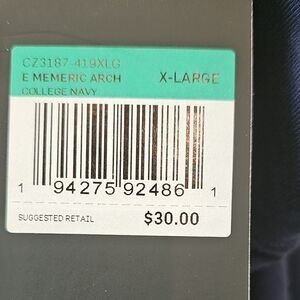 CZ3187-419XLG
E MEMERIC ARCH X-LARGE
COLLEGE NAVY
1 94275 92486 1
SUGGESTED RETAIL $30.00